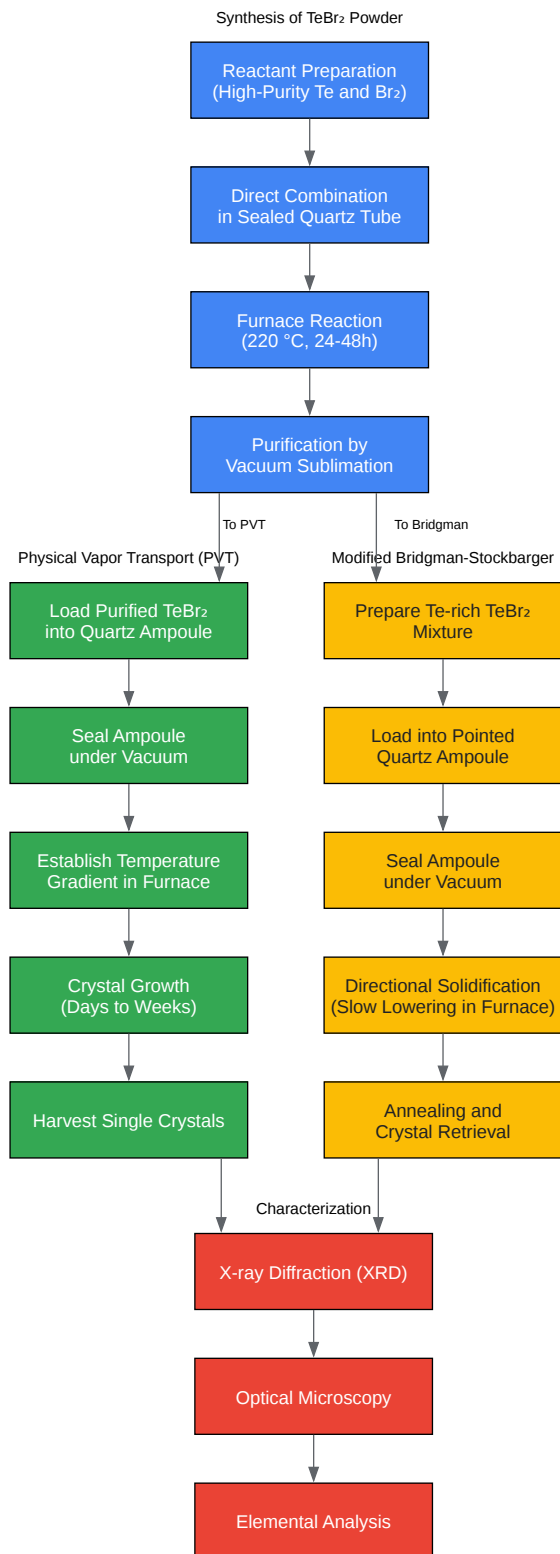 Synthesis of TeBr₂ Powder
Reactant Preparation
(High-Purity Te and Br₂)
Direct Combination
in Sealed Quartz Tube
Furnace Reaction
(220 °C, 24-48h)
Purification by
Vacuum Sublimation
To PVT
To Bridgman
Physical Vapor Transport (PVT)
Load Purified TeBr₂
into Quartz Ampoule
Seal Ampoule
under Vacuum
Establish Temperature
Gradient in Furnace
Crystal Growth
(Days to Weeks)
Harvest Single Crystals
Modified Bridgman-Stockbarger
Prepare Te-rich TeBr₂
Mixture
Load into Pointed
Quartz Ampoule
Seal Ampoule
under Vacuum
Directional Solidification
(Slow Lowering in Furnace)
Annealing and
Crystal Retrieval
Characterization
X-ray Diffraction (XRD)
Optical Microscopy
Elemental Analysis